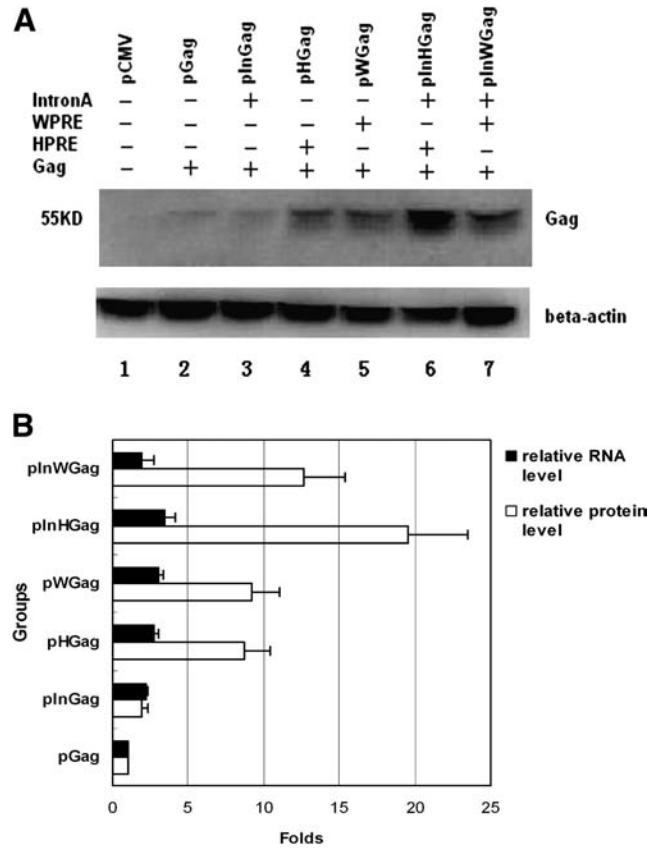 A
pCMV pGag pInGag pHGag pWGag pInHGag pInWGag
IntronA − − + − − + +
WPRE − − − − + − +
HPRE − − − + − + −
Gag − + + + + + +
55KD Gag
beta-actin
1 2 3 4 5 6 7
B
pInWGag
pInHGag
pWGag
pHGag
pInGag
pGag
Groups
0 5 10 15 20 25
Folds
relative RNA
level
relative protein
level